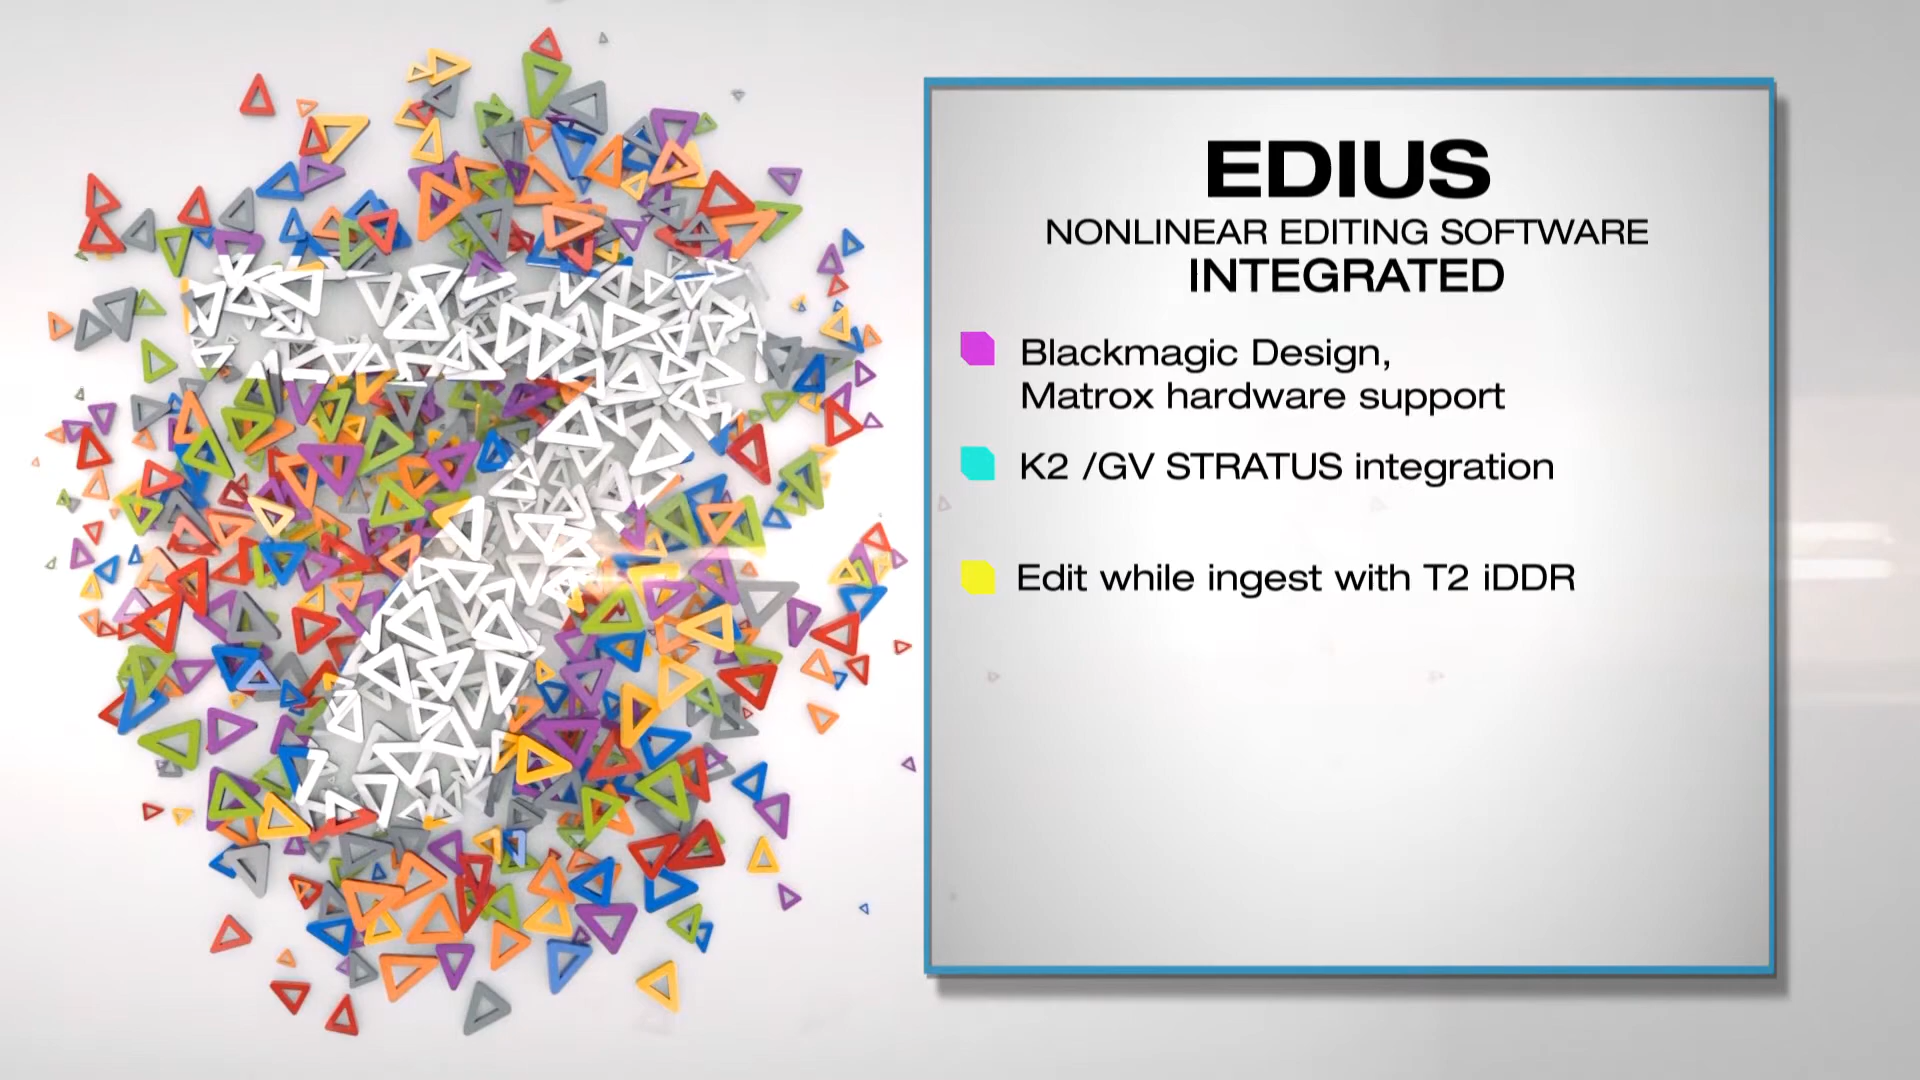 7
EDIUS
NONLINEAR EDITING SOFTWARE
INTEGRATED
Blackmagic Design,
Matrox hardware support
K2 /GV STRATUS integration
Edit while ingest with T2 iDDR